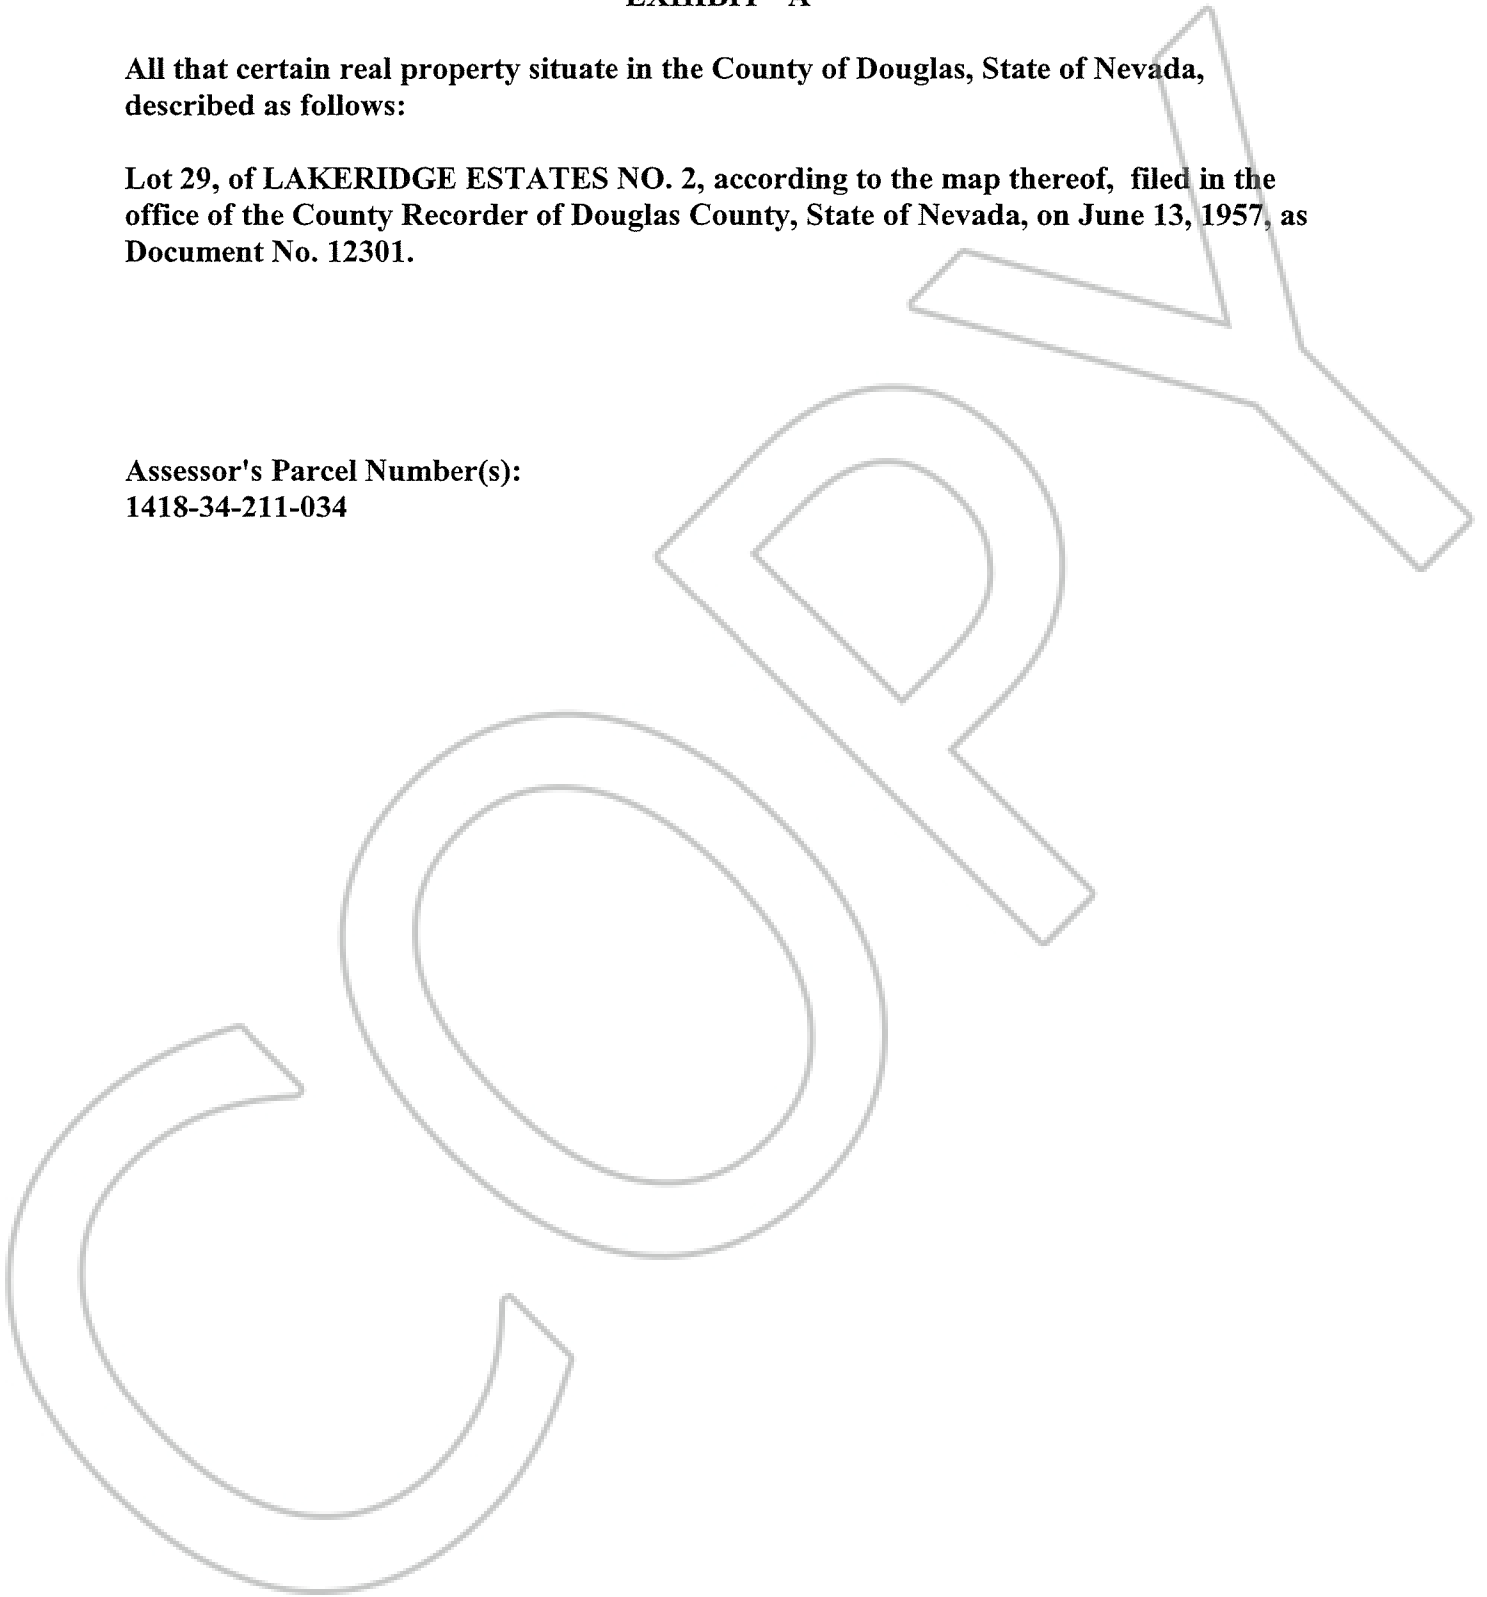 EXHIBIT "A"
All that certain real property situate in the County of Douglas, State of Nevada,
described as follows:
Lot 29, of LAKERIDGE ESTATES NO. 2, according to the map thereof,  filed in the
office of the County Recorder of Douglas County, State of Nevada, on June 13, 1957, as
Document No. 12301.
Assessor's Parcel Number(s):
1418-34-211-034
COPY